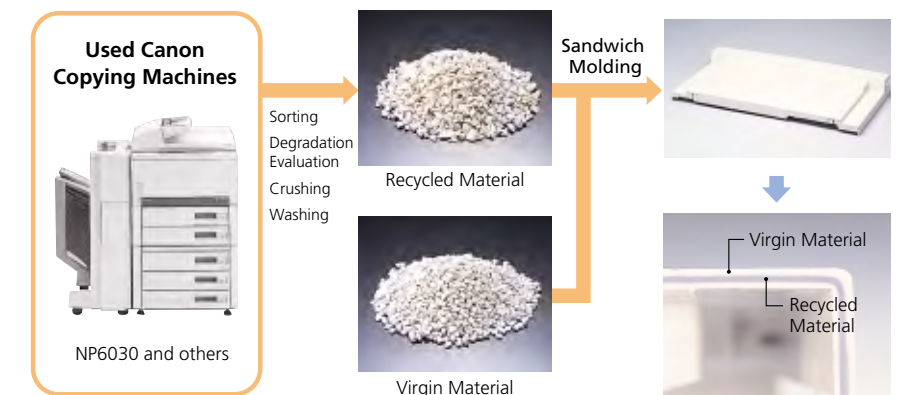 Used Canon
Copying Machines
NP6030 and others
Sorting
Degradation
Evaluation
Crushing
Washing
Recycled Material
Virgin Material
Sandwich
Molding
Virgin Material
Recycled
Material